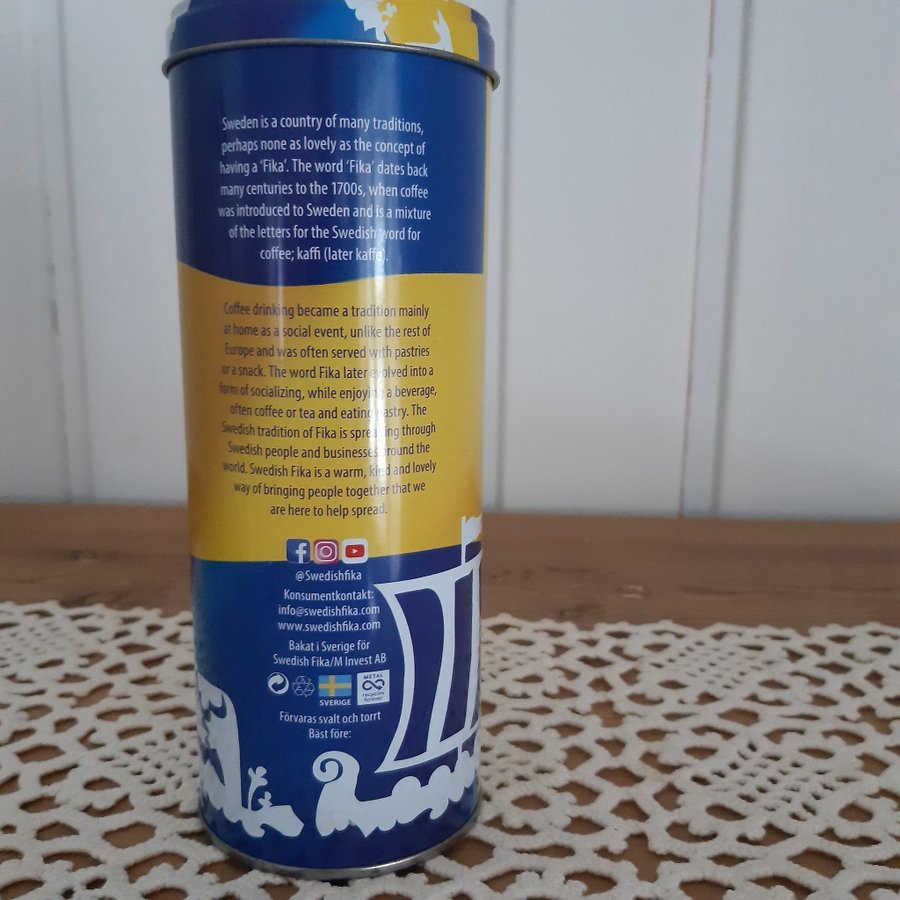 Sweden is a country of many traditions,
perhaps none as lovely as the concept of
having a 'Fika'. The word 'Fika' dates back
many centuries to the 1700s, when coffee
was introduced to Sweden and is a mixture
of the letters for the Swedish word for
coffee; kaffi (later kaffe).
Coffee drinking became a tradition mainly
at home as a social event, unlike the rest of
Europe and was often served with pastries
or a snack. The word Fika later evolved into a
form of socializing, while enjoying a beverage,
often coffee or tea and eating pastry. The
Swedish tradition of Fika is spreading through
Swedish people and businesses around the
world. Swedish Fika is a warm, kind and lovely
way of bringing people together that we
are here to help spread.
@Swedishfika
Konsumentkontakt:
info@swedishfika.com
www.swedishfika.com
Bakat i Sverige för
Swedish Fika/M Invest AB
METAL
recycles
forever
SVERIGE
Förvaras svalt och torrt
Bäst före: